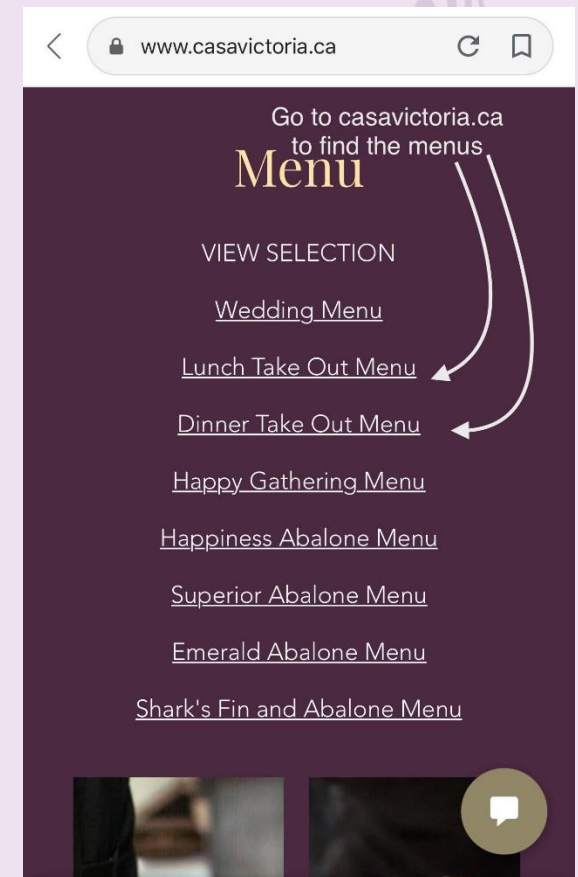 www.casavictoria.ca
Go to casavictoria.ca
to find the menus
Menu
VIEW SELECTION
Wedding Menu
Lunch Take Out Menu
Dinner Take Out Menu
Happy Gathering Menu
Happiness Abalone Menu
Superior Abalone Menu
Emerald Abalone Menu
Shark's Fin and Abalone Menu